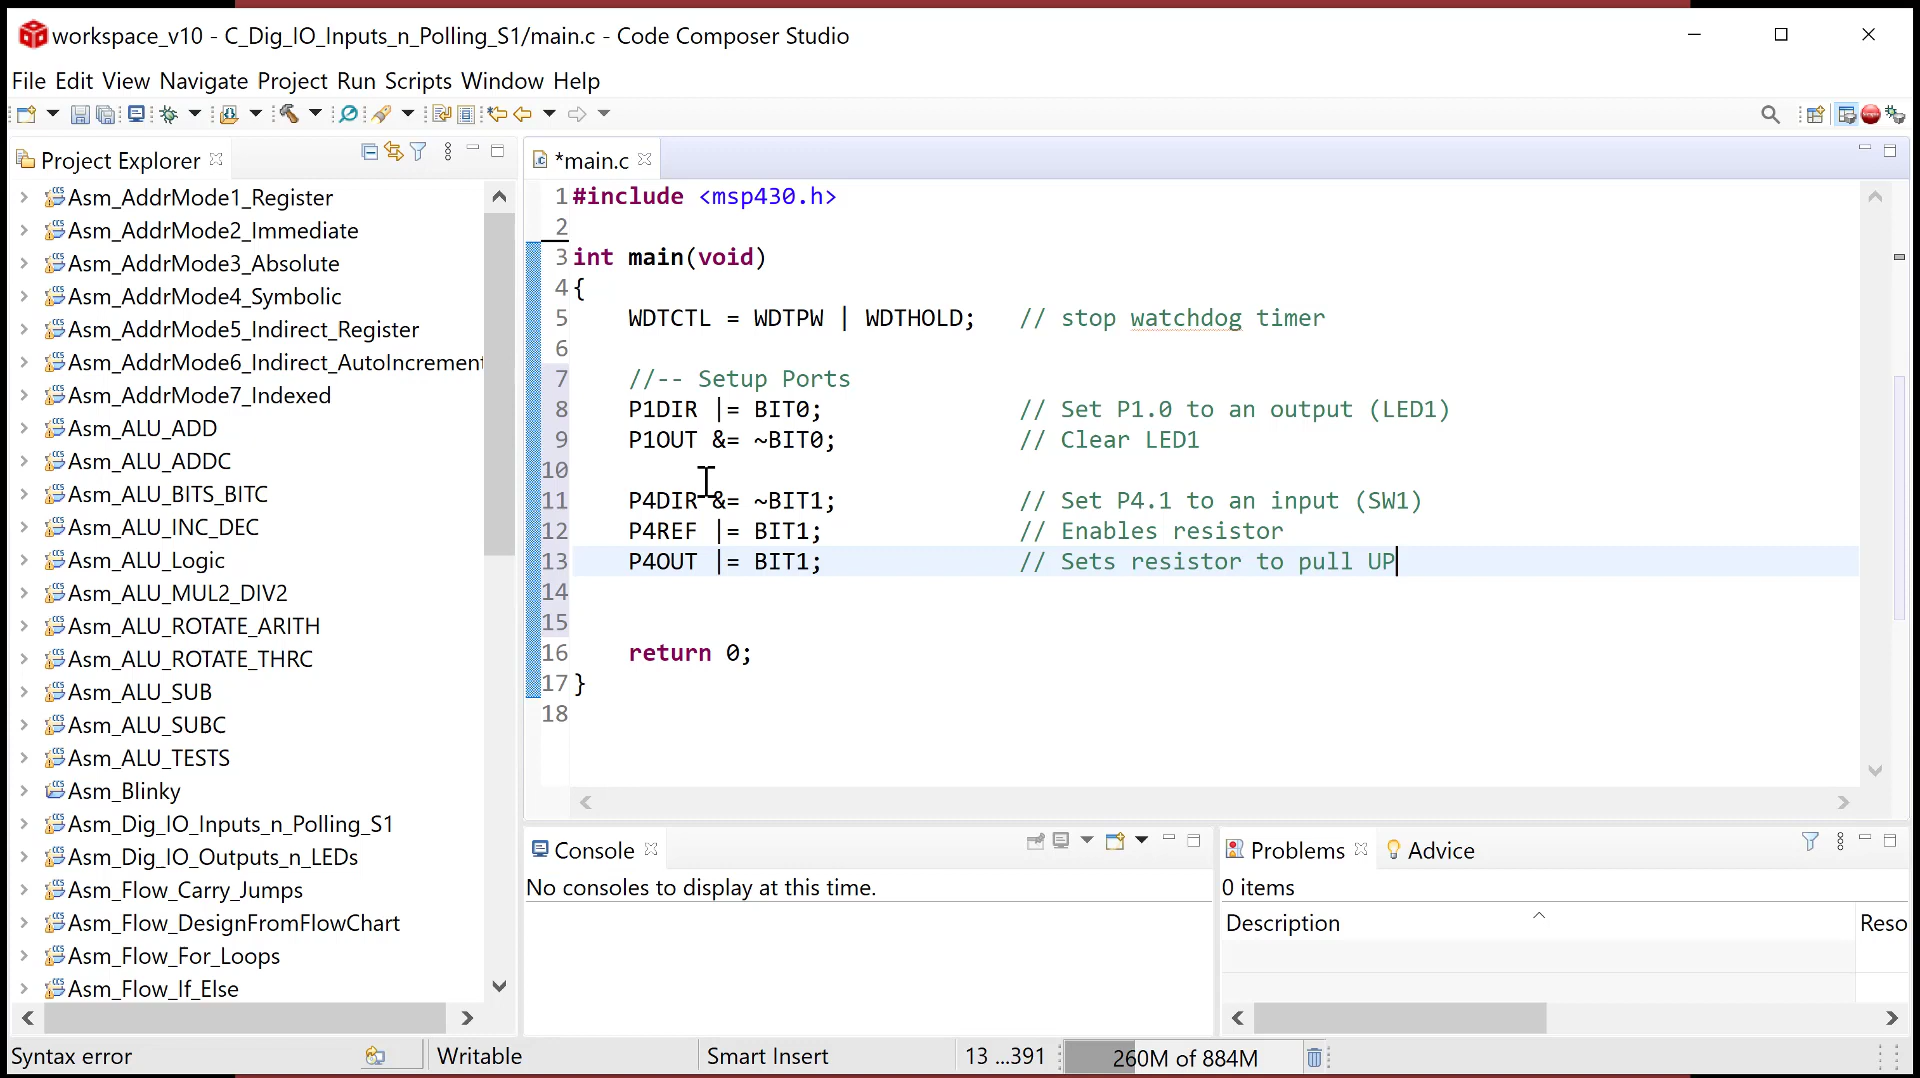 workspace_v10 - C_Dig_IO_Inputs_n_Polling_S1/main.c - Code Composer Studio
File Edit View Navigate Project Run Scripts Window Help
Project Explorer
Asm_AddrMode1_Register
Asm_AddrMode2_Immediate
Asm_AddrMode3_Absolute
Asm_AddrMode4_Symbolic
Asm_AddrMode5_Indirect_Register
Asm_AddrMode6_Indirect_AutoIncrement
Asm_AddrMode7_Indexed
Asm_ALU_ADD
Asm_ALU_ADDC
Asm_ALU_BITS_BITC
Asm_ALU_INC_DEC
Asm_ALU_Logic
Asm_ALU_MUL2_DIV2
Asm_ALU_ROTATE_ARITH
Asm_ALU_ROTATE_THRC
Asm_ALU_SUB
Asm_ALU_SUBC
Asm_ALU_TESTS
Asm_Blinky
Asm_Dig_IO_Inputs_n_Polling_S1
Asm_Dig_IO_Outputs_n_LEDs
Asm_Flow_Carry_Jumps
Asm_Flow_DesignFromFlowChart
Asm_Flow_For_Loops
Asm_Flow_If_Else
*main.c
1 #include <msp430.h>
2
3 int main(void)
4 {
5 WDTCTL = WDTPW | WDTHOLD; // stop watchdog timer
6
7 //-- Setup Ports
8 P1DIR |= BIT0; // Set P1.0 to an output (LED1)
9 P1OUT &= ~BIT0; // Clear LED1
10
11 P4DIR &= ~BIT1; // Set P4.1 to an input (SW1)
12 P4REF |= BIT1; // Enables resistor
13 P4OUT |= BIT1; // Sets resistor to pull UP
14
15
16 return 0;
17 }
18
Console
No consoles to display at this time.
Problems Advice
0 items
Description Reso
Syntax error Writable Smart Insert 13 ...391 260M of 884M